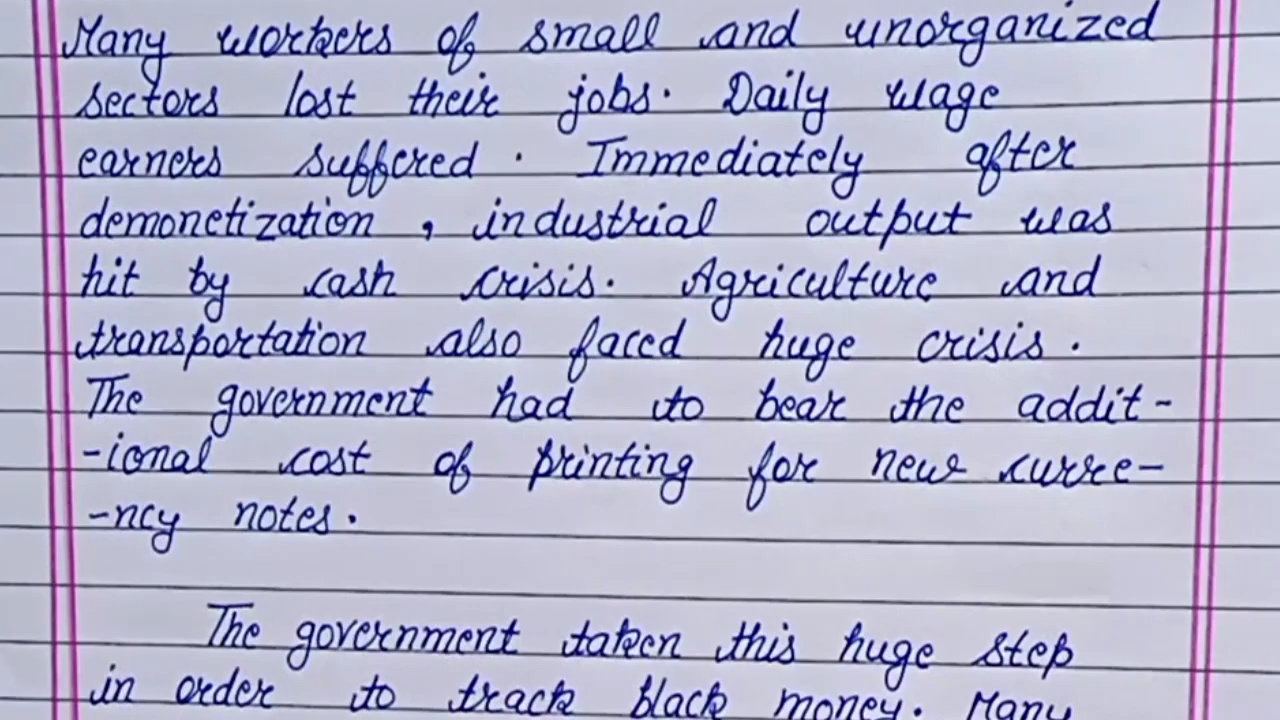 Many workers of small and unorganized
sectors lost their jobs. Daily wage
earners suffered. Immediately after
demonetization, industrial output was
hit by cash crisis. Agriculture and
transportation also faced huge crisis.
The government had to bear the addit-
-ional cost of printing for new curre-
-ncy notes.
The government taken this huge step
in order to track black money. Many